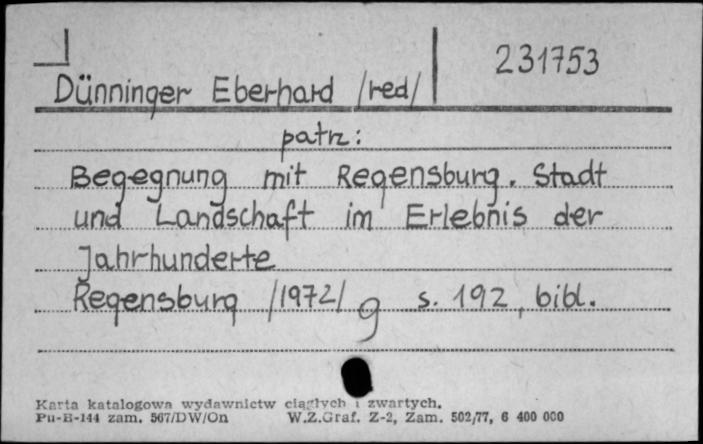 231753
Dünninger Eberhard /red/
patrz:
Begegnung mit Regensburg. Stadt
und Landschaft im Erlebnis der
Jahrhunderte
Regensburg /1972/ g s. 192, bibl.
Karta katalogowa wydawnictw ciągłych i zwartych.
Pu-H-144 zam. 567/DW/On W.Z.Graf. Z-2, Zam. 502/77, 6 400 000